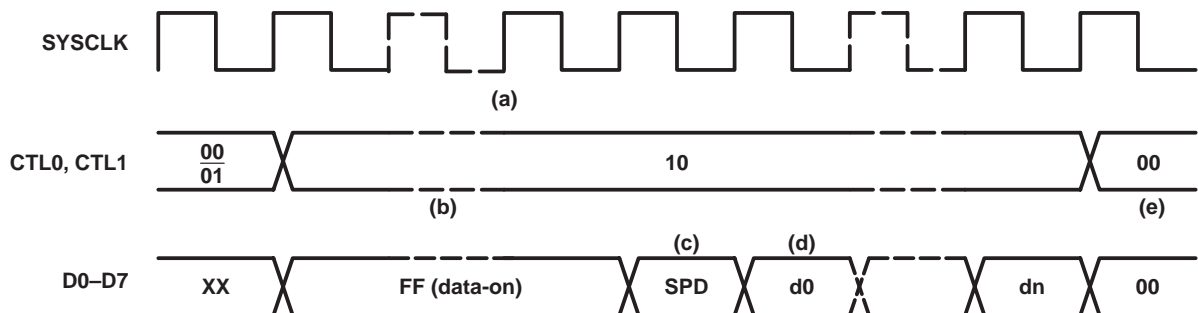 SYSCLK
(a)
CTL0, CTL1
00
01
10
00
(b)
(e)
(c)
(d)
D0–D7
XX
FF (data-on)
SPD
d0
dn
00